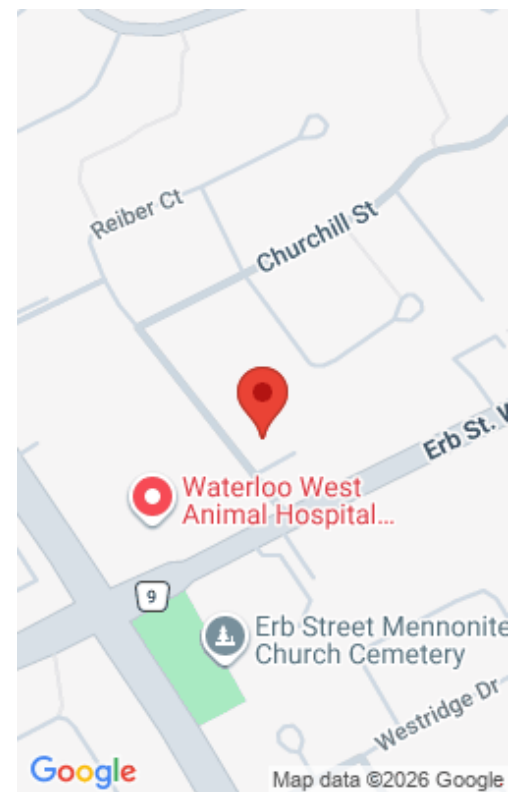 Reiber Ct
Churchill St
Erb St. W
Waterloo West
Animal Hospital...
9
Erb Street Mennonite
Church Cemetery
Westridge Dr
Google
Map data ©2026 Google